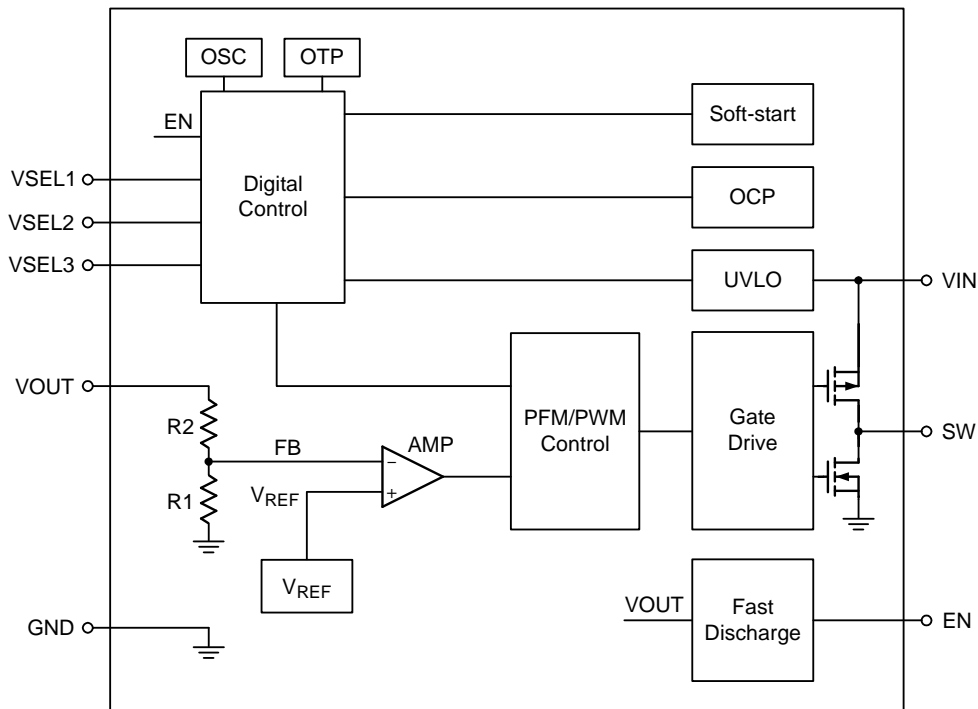 OSC
OTP
EN
Soft-start
VSEL1
Digital
Control
OCP
VSEL2
VSEL3
UVLO
VIN
VOUT
R2
FB
AMP
PFM/PWM
Control
Gate
Drive
SW
−
+
R1
VREF
VREF
VOUT
Fast
Discharge
EN
GND